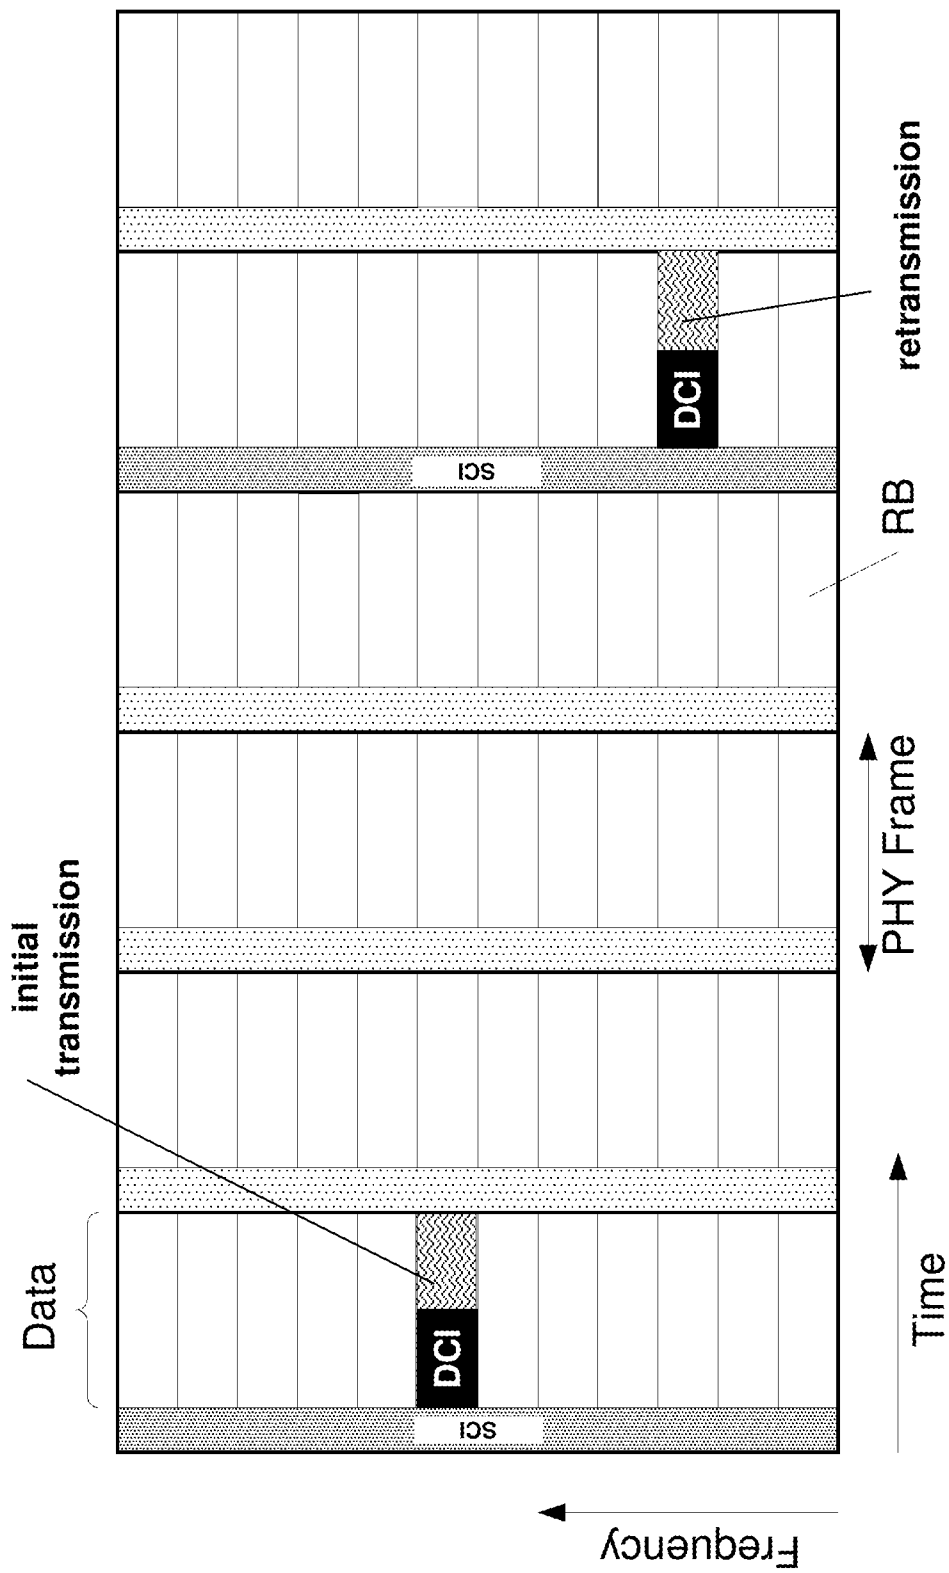 Data
initial
transmission
SCI
DCI
SCI
DCI
retransmission
RB
PHY Frame
Time
Frequency